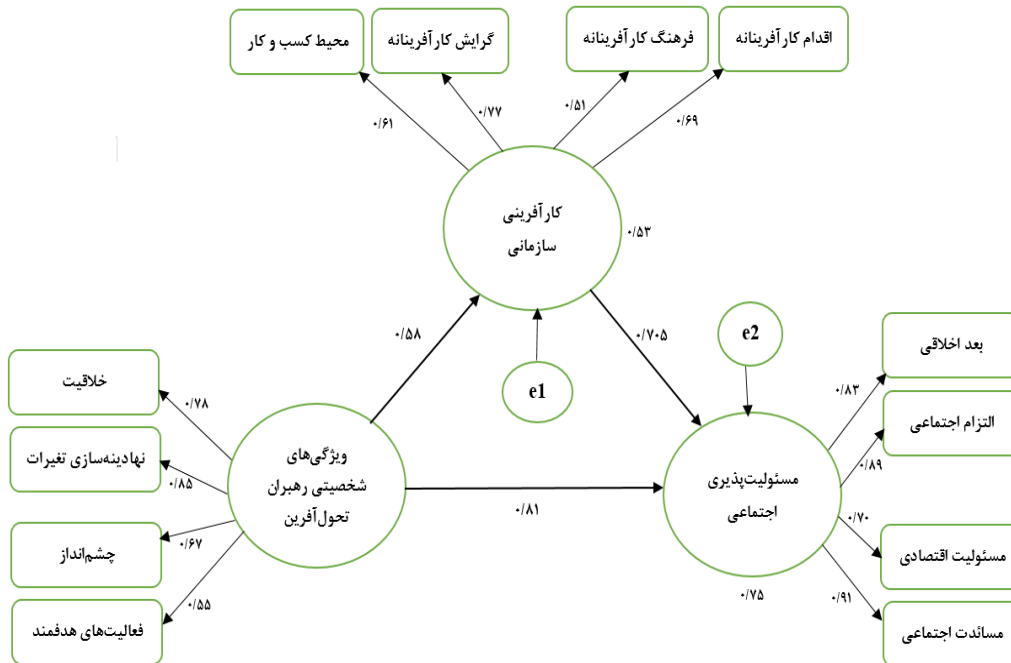 اقدام کارآفرینانه
فرهنگ کارآفرینانه
گرایش کارآفرینانه
محیط کسب و کار
۰/۶۹
۰/۵۱
۰/۷۷
۰/۶۱
کارآفرینی
سازمانی
۰/۵۳
۰/۵۸
۰/۷۰۵
e1
e2
بعد اخلاقی
التزام اجتماعی
مسئولیت اقتصادی
مسائدت اجتماعی
۰/۸۳
۰/۸۹
۰/۷۰
۰/۹۱
مسئولیت‌پذیری
اجتماعی
۰/۷۵
۰/۸۱
ویژگی‌های
شخصیتی رهبران
تحول‌آفرین
۰/۷۸
۰/۸۵
۰/۶۷
۰/۵۵
خلاقیت
نهادینه‌سازی تغیرات
چشم‌انداز
فعالیت‌های هدفمند